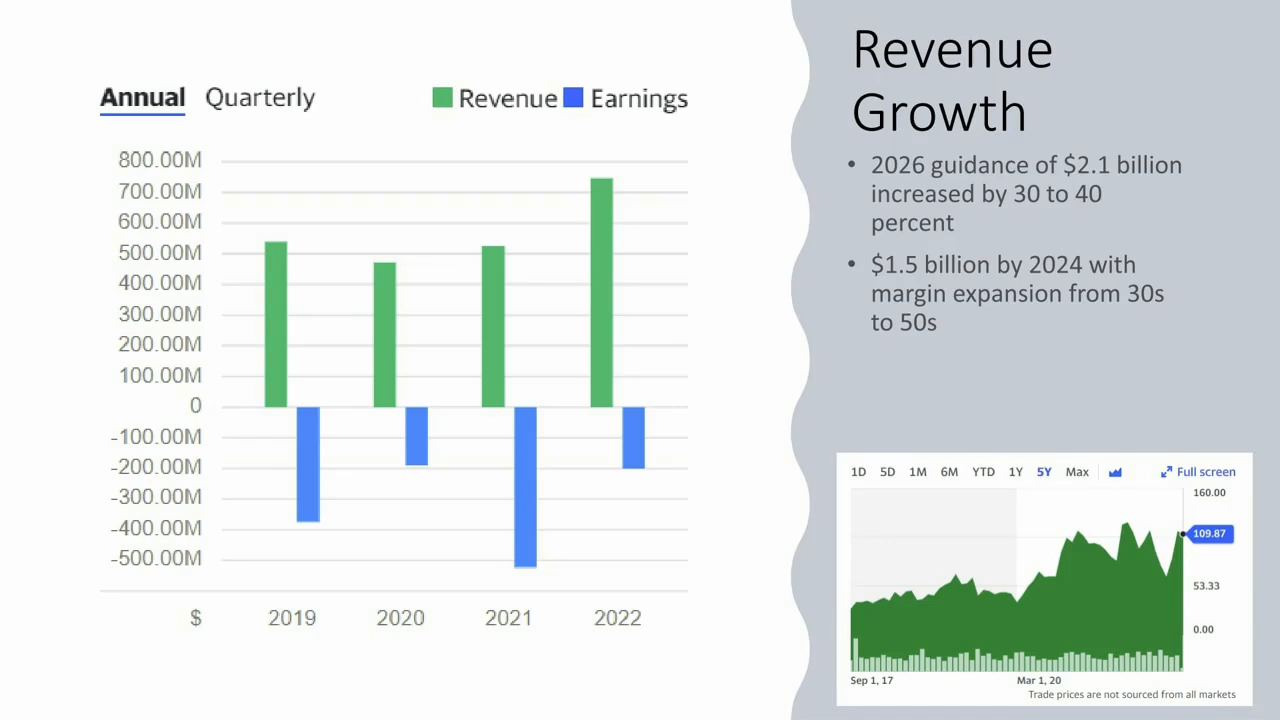 Annual Quarterly Revenue Earnings
800.00M
700.00M
600.00M
500.00M
400.00M
300.00M
200.00M
100.00M
0
-100.00M
-200.00M
-300.00M
-400.00M
-500.00M
$ 2019 2020 2021 2022
Revenue
Growth
• 2026 guidance of $2.1 billion
increased by 30 to 40
percent
• $1.5 billion by 2024 with
margin expansion from 30s
to 50s
1D 5D 1M 6M YTD 1Y 5Y Max Full screen
160.00
109.87
53.33
0.00
Sep 1, 17 Mar 1, 20
Trade prices are not sourced from all markets